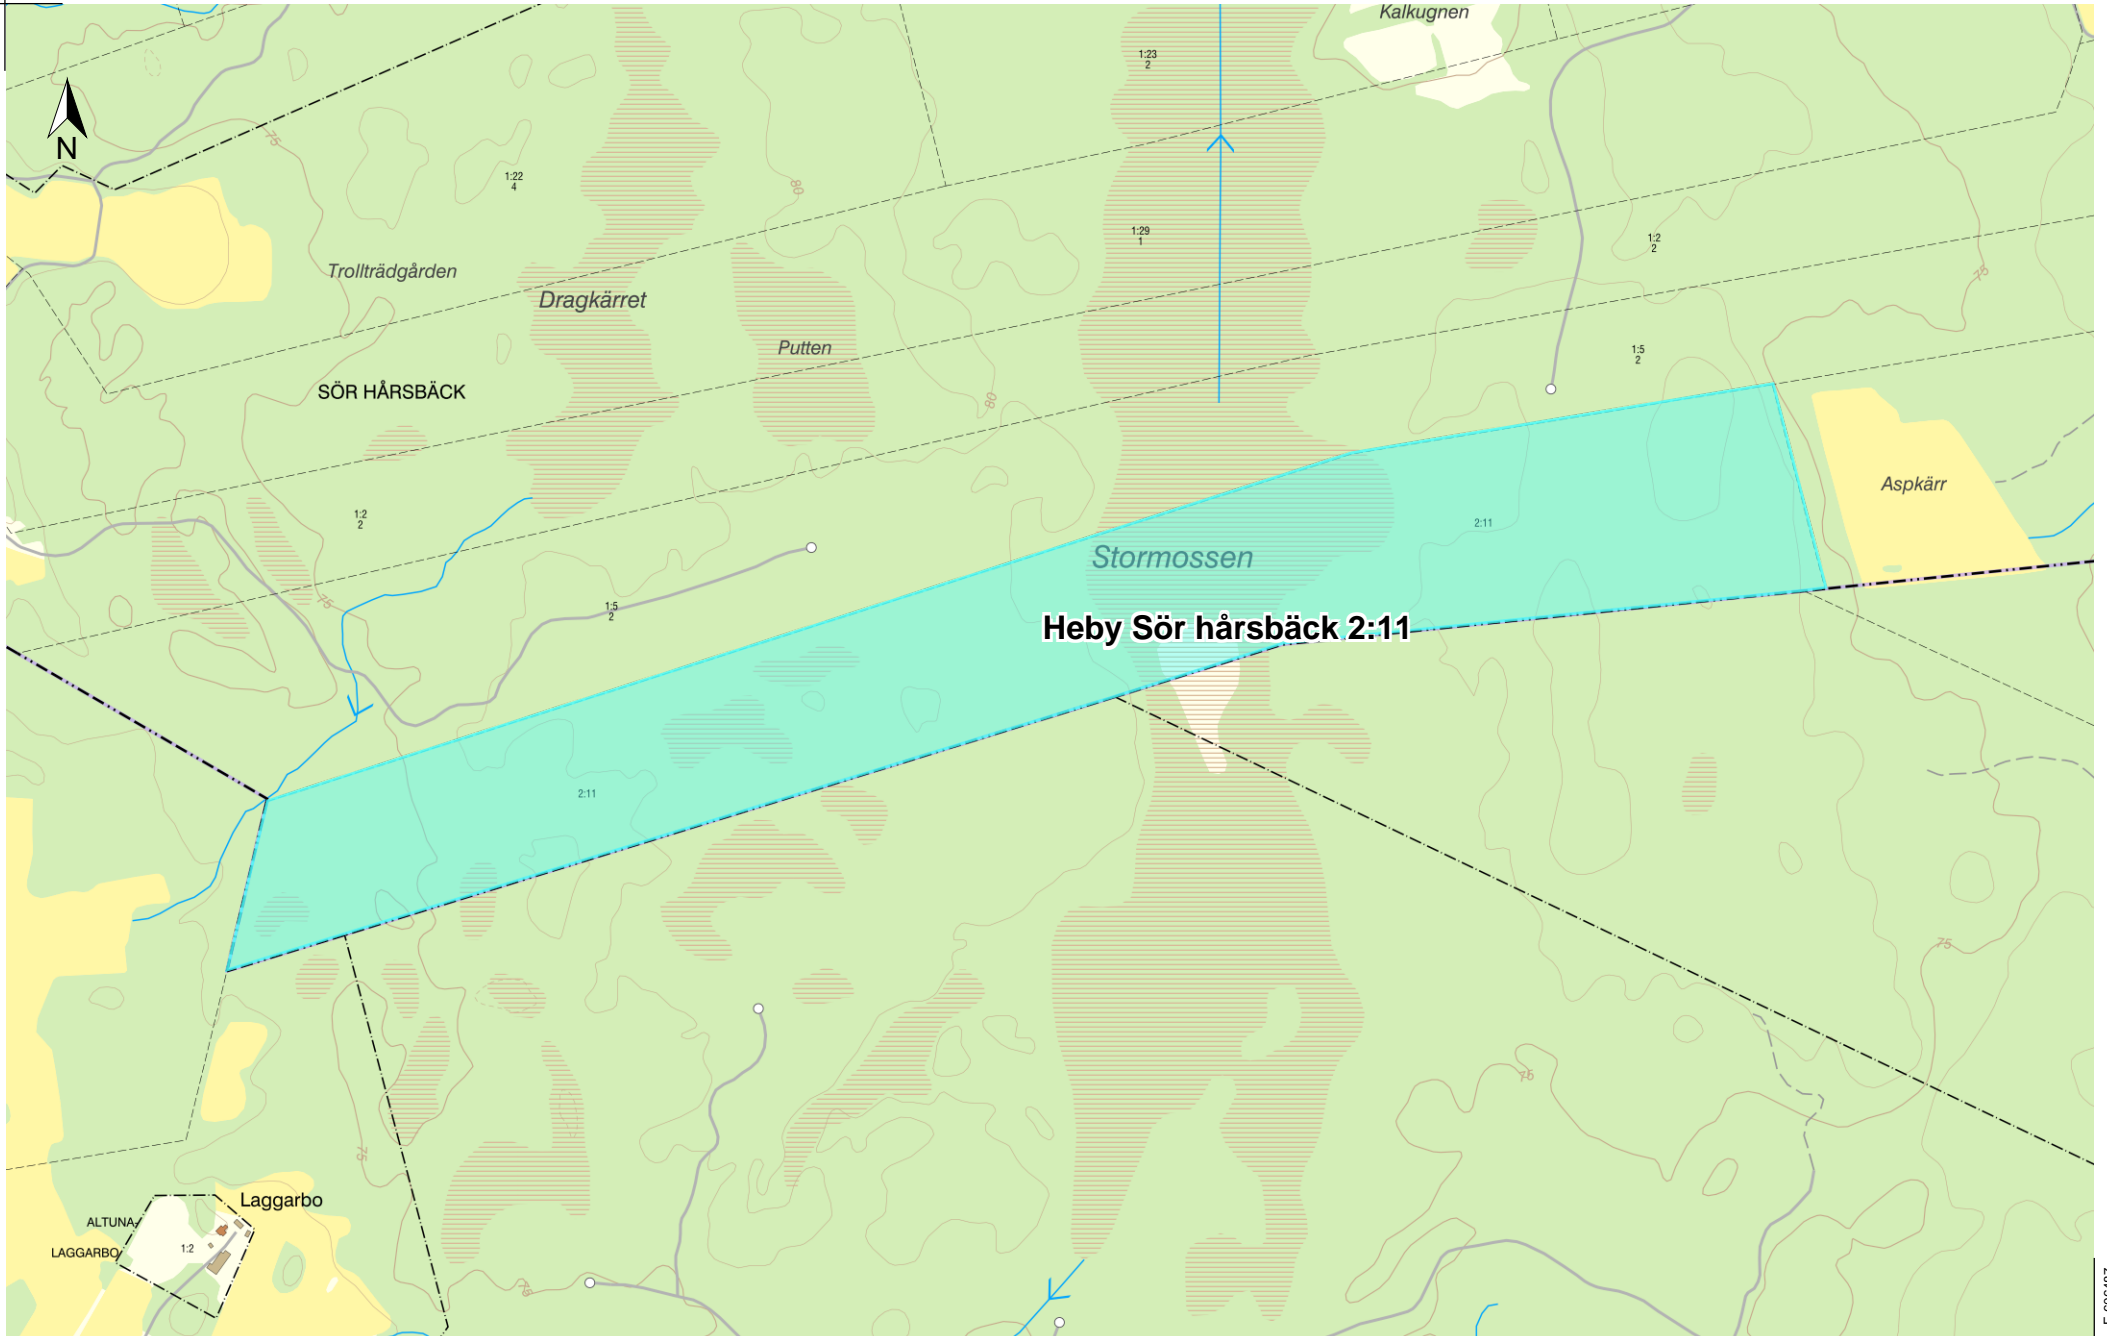 Kalkugnen
1:23
2
75
N
1:22
4
80
1:29
1
1:2
2
Trollträdgården
75
Dragkärret
Putten
1:5
2
SÖR HÅRSBÄCK
80
Aspkärr
1:2
2
2:11
Stormossen
75
1:5
2
Heby Sör hårsbäck 2:11
2:11
75
75
75
Laggarbo
ALTUNA-
LAGGARBO
1:2
75